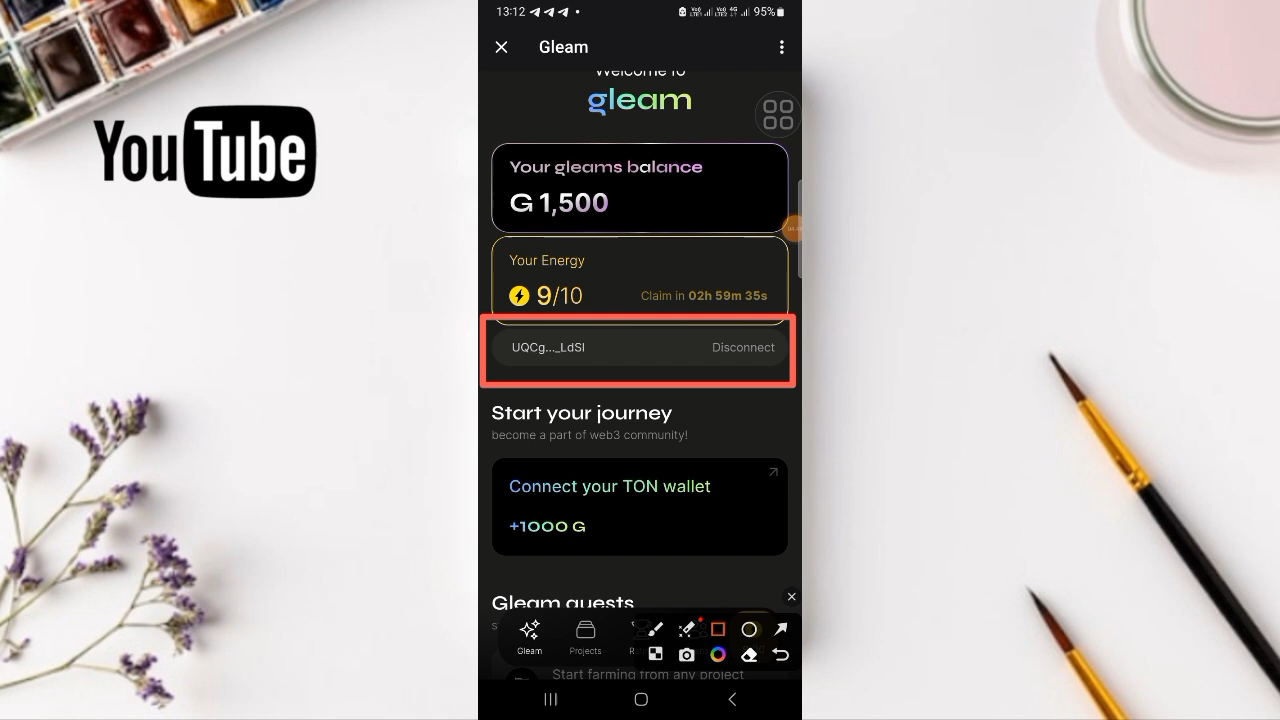 YouTube
13:12
95%
Gleam
Welcome to
gleam
Your gleams balance
G 1,500
Your Energy
9/10
Claim in 02h 59m 35s
UQCg..._LdSI
Disconnect
Start your journey
become a part of web3 community!
Connect your TON wallet
+1000 G
Gleam quests
Gleam
Projects
Start farming from any project